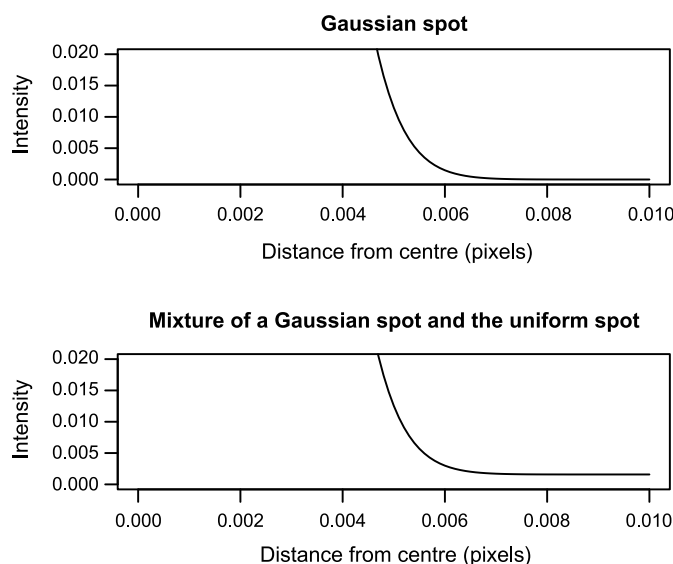 Gaussian spot
0.020
0.015
0.010
0.005
0.000
Intensity
0.000 0.002 0.004 0.006 0.008 0.010
Distance from centre (pixels)
Mixture of a Gaussian spot and the uniform spot
0.020
0.015
0.010
0.005
0.000
Intensity
0.000 0.002 0.004 0.006 0.008 0.010
Distance from centre (pixels)